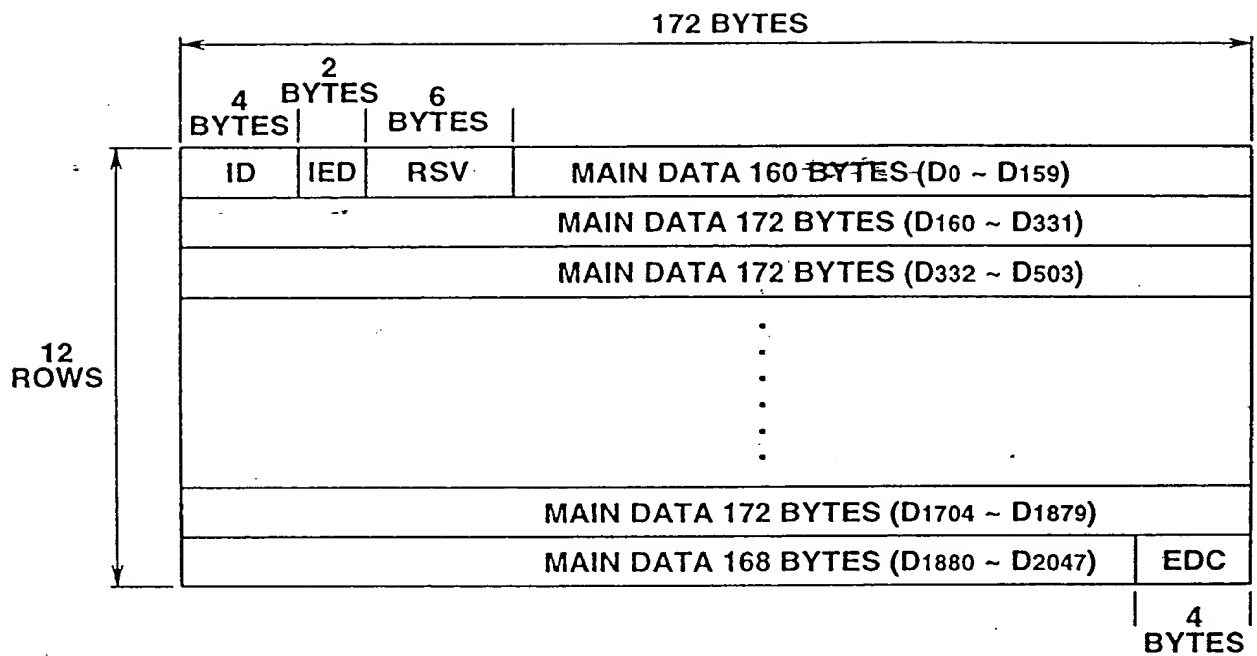 172 BYTES
4 BYTES
2 BYTES
6 BYTES
ID IED RSV MAIN DATA 160 BYTES (D0 ~ D159)
MAIN DATA 172 BYTES (D160 ~ D331)
MAIN DATA 172 BYTES (D332 ~ D503)
12 ROWS
MAIN DATA 172 BYTES (D1704 ~ D1879)
MAIN DATA 168 BYTES (D1880 ~ D2047) EDC
4 BYTES